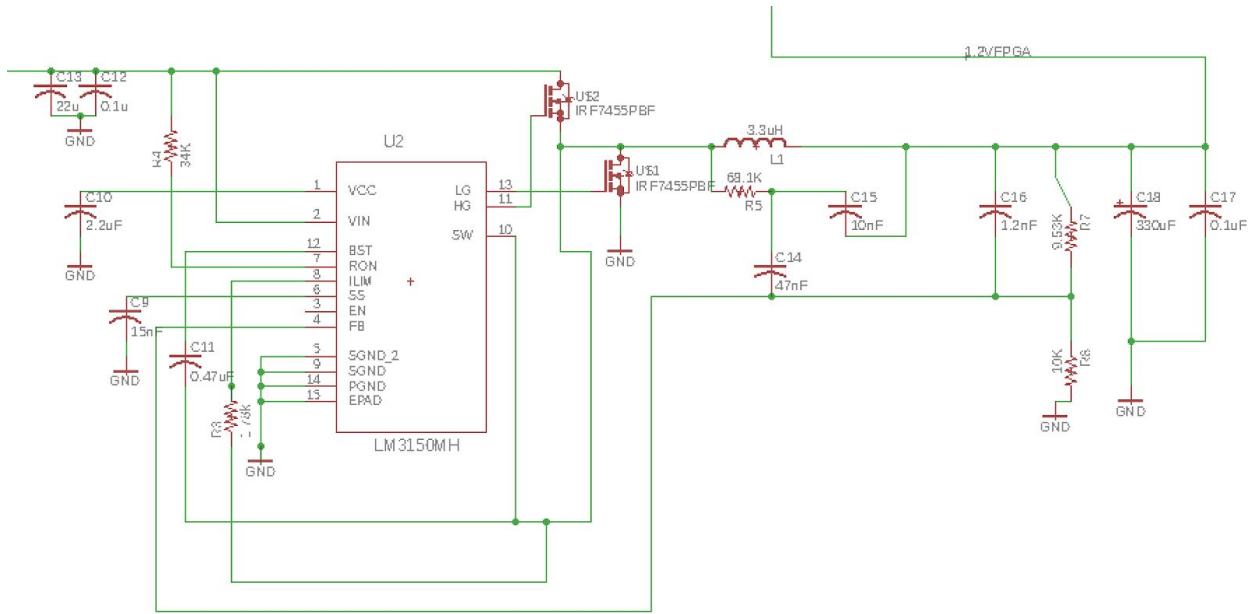 1.2VFPGA
C13
22u
C12
0.1u
GND
R4
34K
U$2
IRF7455PBF
U2
3.3uH
L1
U$1
IRF7455PBF
68.1K
R5
C15
10nF
C16
1.2nF
9.53K
R7
C18
330uF
C17
0.1uF
C10
2.2uF
GND
1
VCC
2
VIN
12
BST
7
RON
8
ILIM
6
SS
3
EN
4
FB
5
SGND_2
9
SGND
14
PGND
15
EPAD
LG
13
HG
11
SW
10
GND
C14
47nF
C9
15nF
GND
C11
0.47uF
R3
10K
R6
GND
GND
LM3150MH
GND